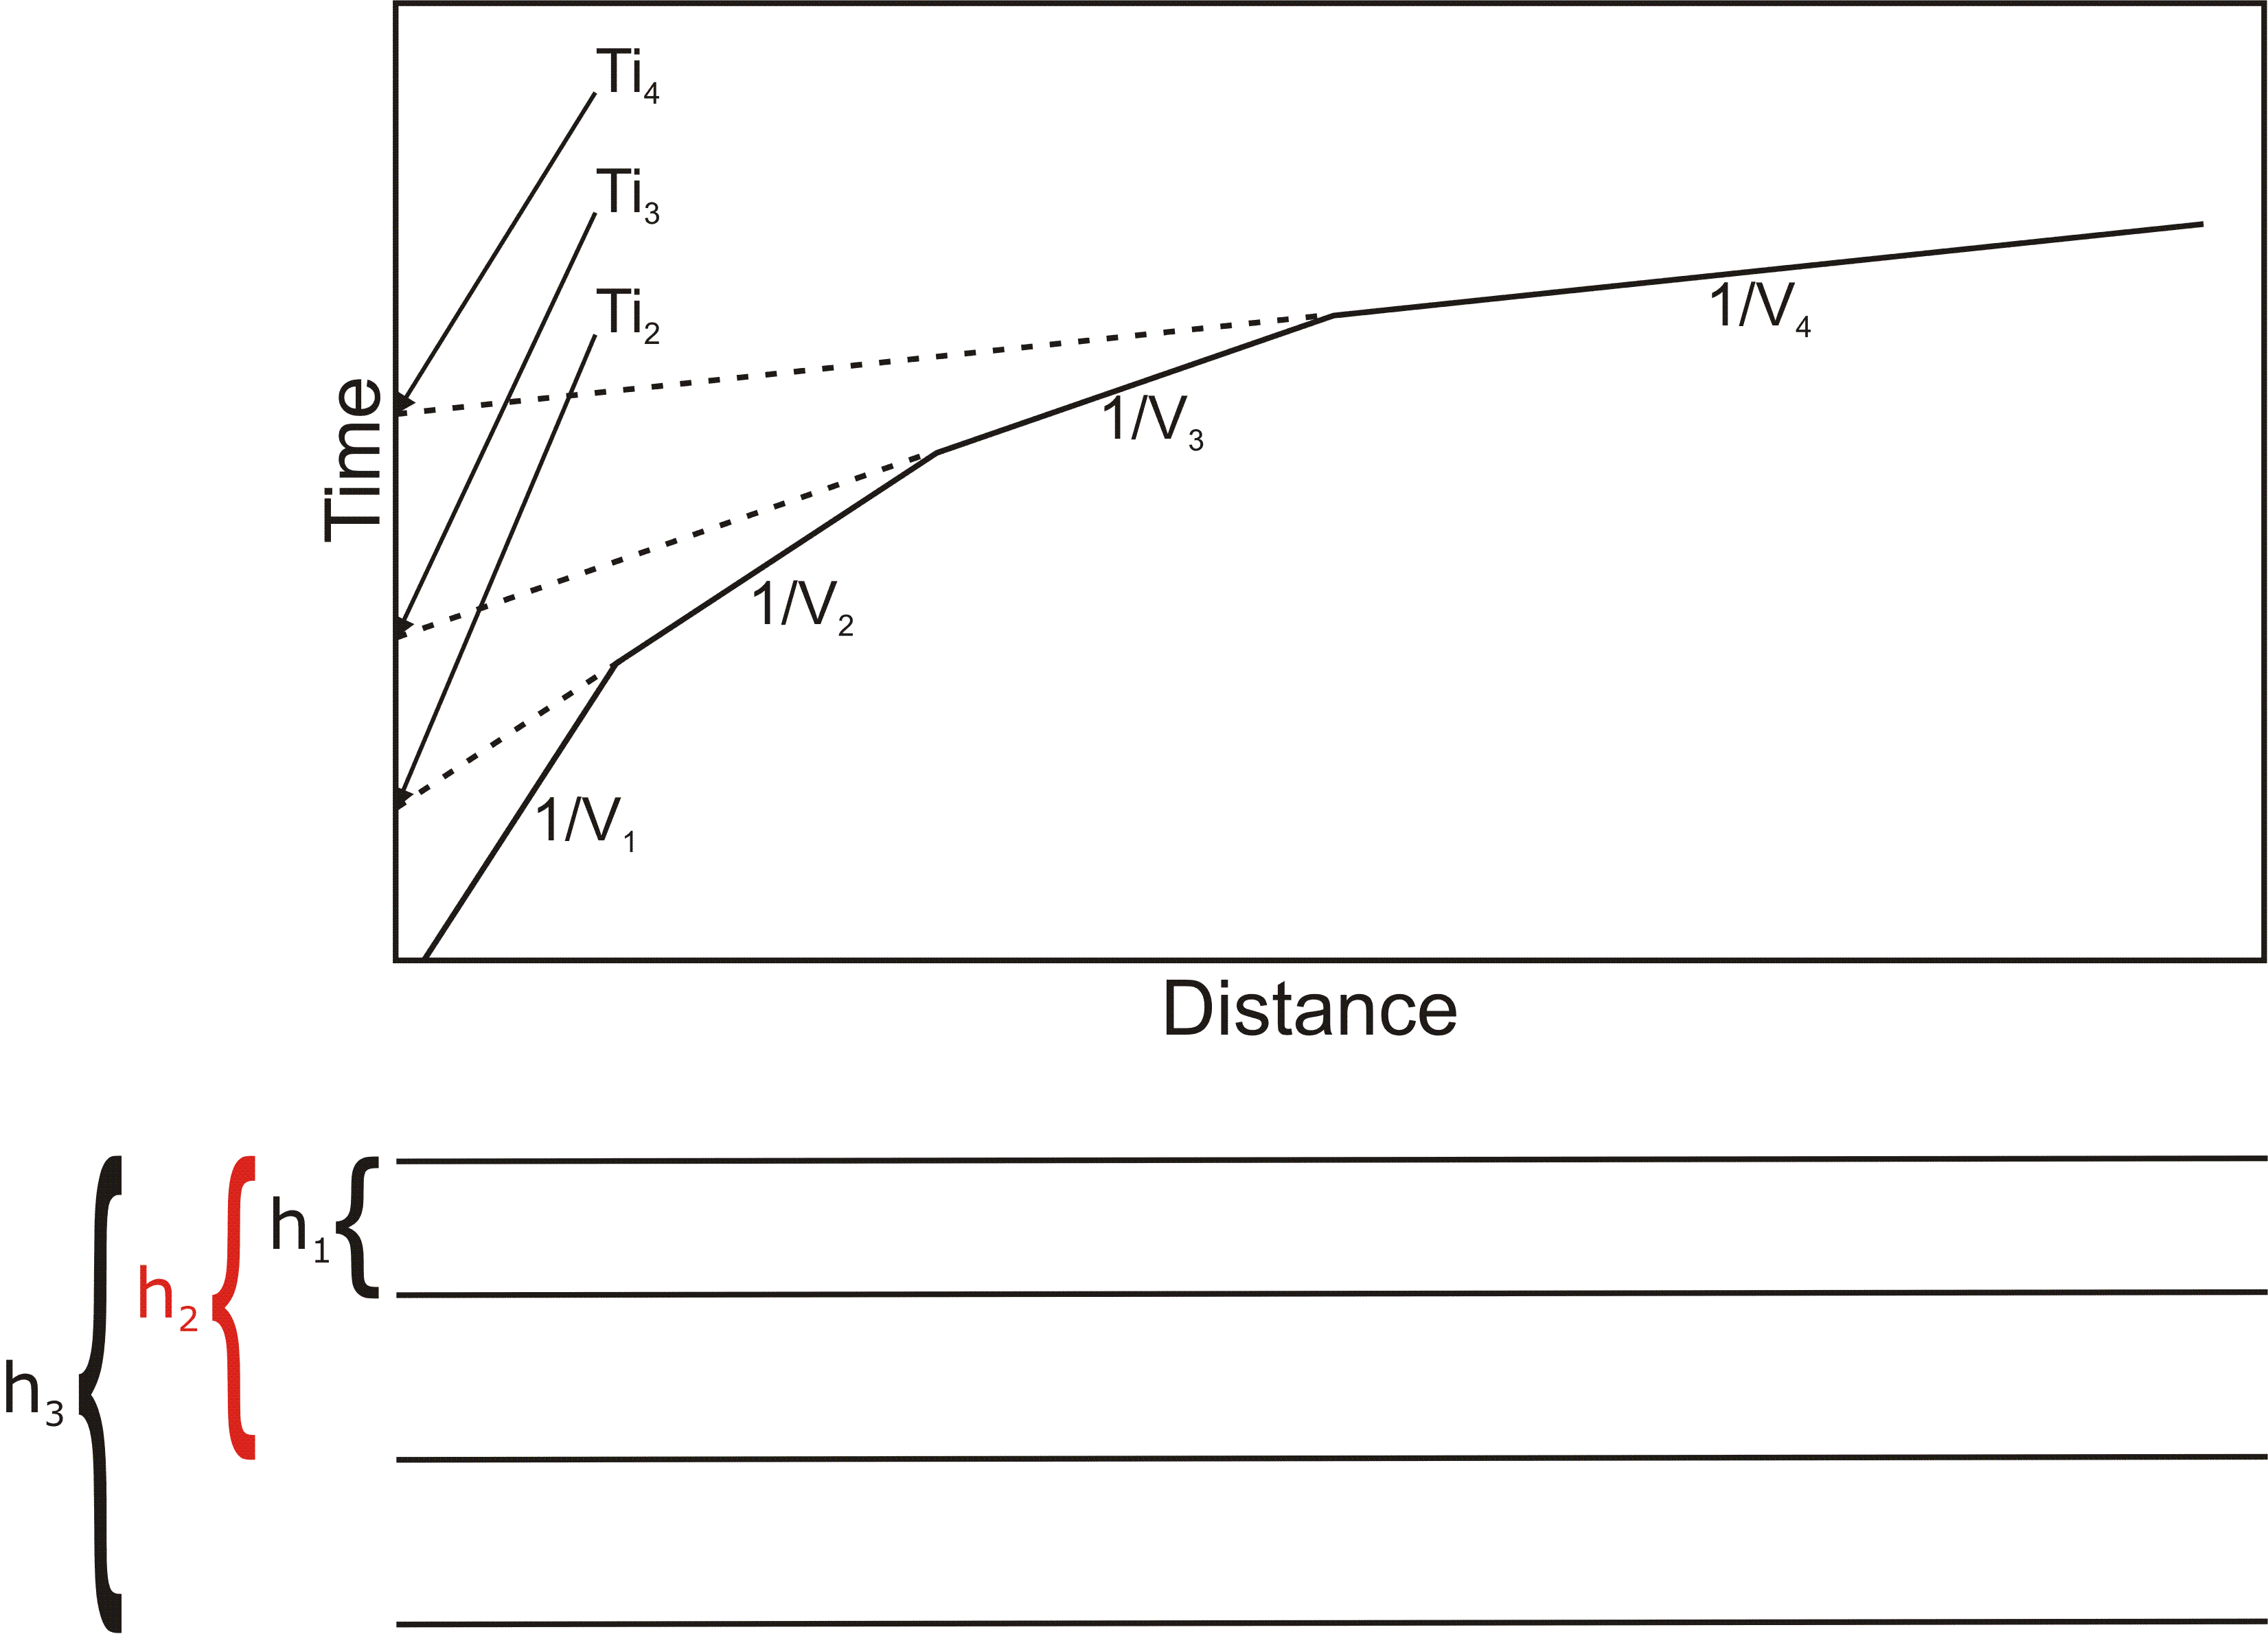 Ti₄
Ti₃
Ti₂
Time
1/V₄
1/V₃
1/V₂
1/V₁
Distance
h₁
h₂
h₃